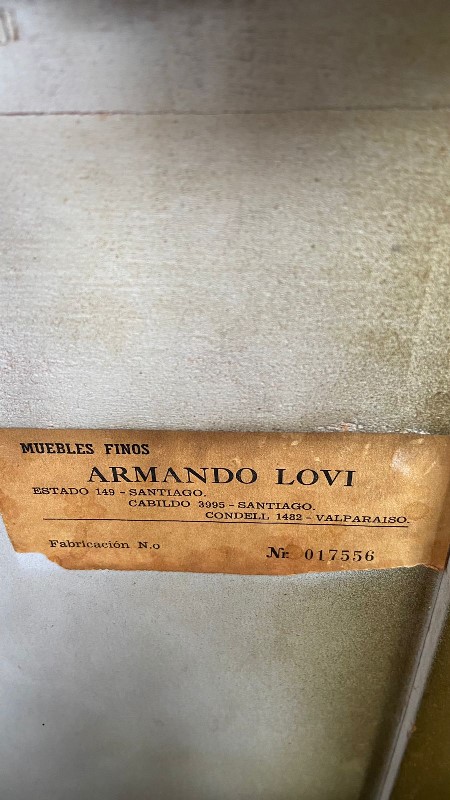 MUEBLES FINOS
ARMANDO LOVI
ESTADO 149 - SANTIAGO.
CABILDO 3995 - SANTIAGO.
CONDELL 1482 - VALPARAISO.
Fabricación N.o Nr. 017556